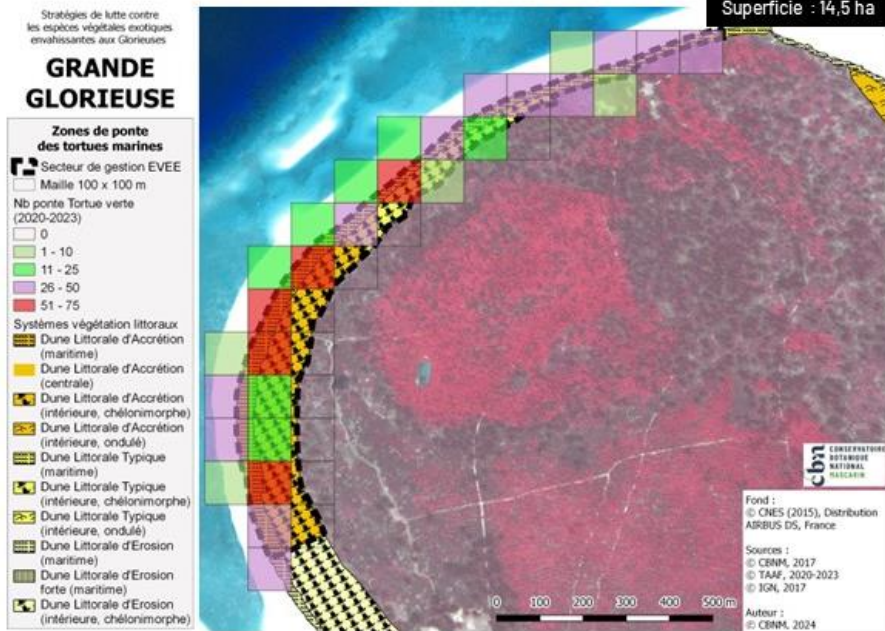 Superficie : 14,5 ha
Stratégies de lutte contre
les espèces végétales exotiques
envahissantes aux Glorieuses
GRANDE
GLORIEUSE
Zones de ponte
des tortues marines
Secteur de gestion EVEE
Maille 100 x 100 m
Nb ponte Tortue verte
(2020-2023)
0
1 - 10
11 - 25
26 - 50
51 - 75
Systèmes végétation littoraux
Dune Littorale d'Accrétion
(maritime)
Dune Littorale d'Accrétion
(centrale)
Dune Littorale d'Accrétion
(intérieure, chélonimorphe)
Dune Littorale d'Accrétion
(intérieure, ondulé)
Dune Littorale Typique
(maritime)
Dune Littorale Typique
(intérieure, chélonimorphe)
Dune Littorale Typique
(intérieure, ondulé)
Dune Littorale d'Erosion
(maritime)
Dune Littorale d'Erosion
forte (maritime)
Dune Littorale d'Erosion
(intérieure, chélonimorphe)
cbn
CONSERVATOIRE
BOTANIQUE
NATIONAL
MASCARIN
Fond :
© CNES (2015), Distribution
AIRBUS DS, France
Sources :
© CBNM, 2017
© TAAF, 2020-2023
© IGN, 2017
Auteur :
© CBNM, 2024
0 100 200 300 400 500 m